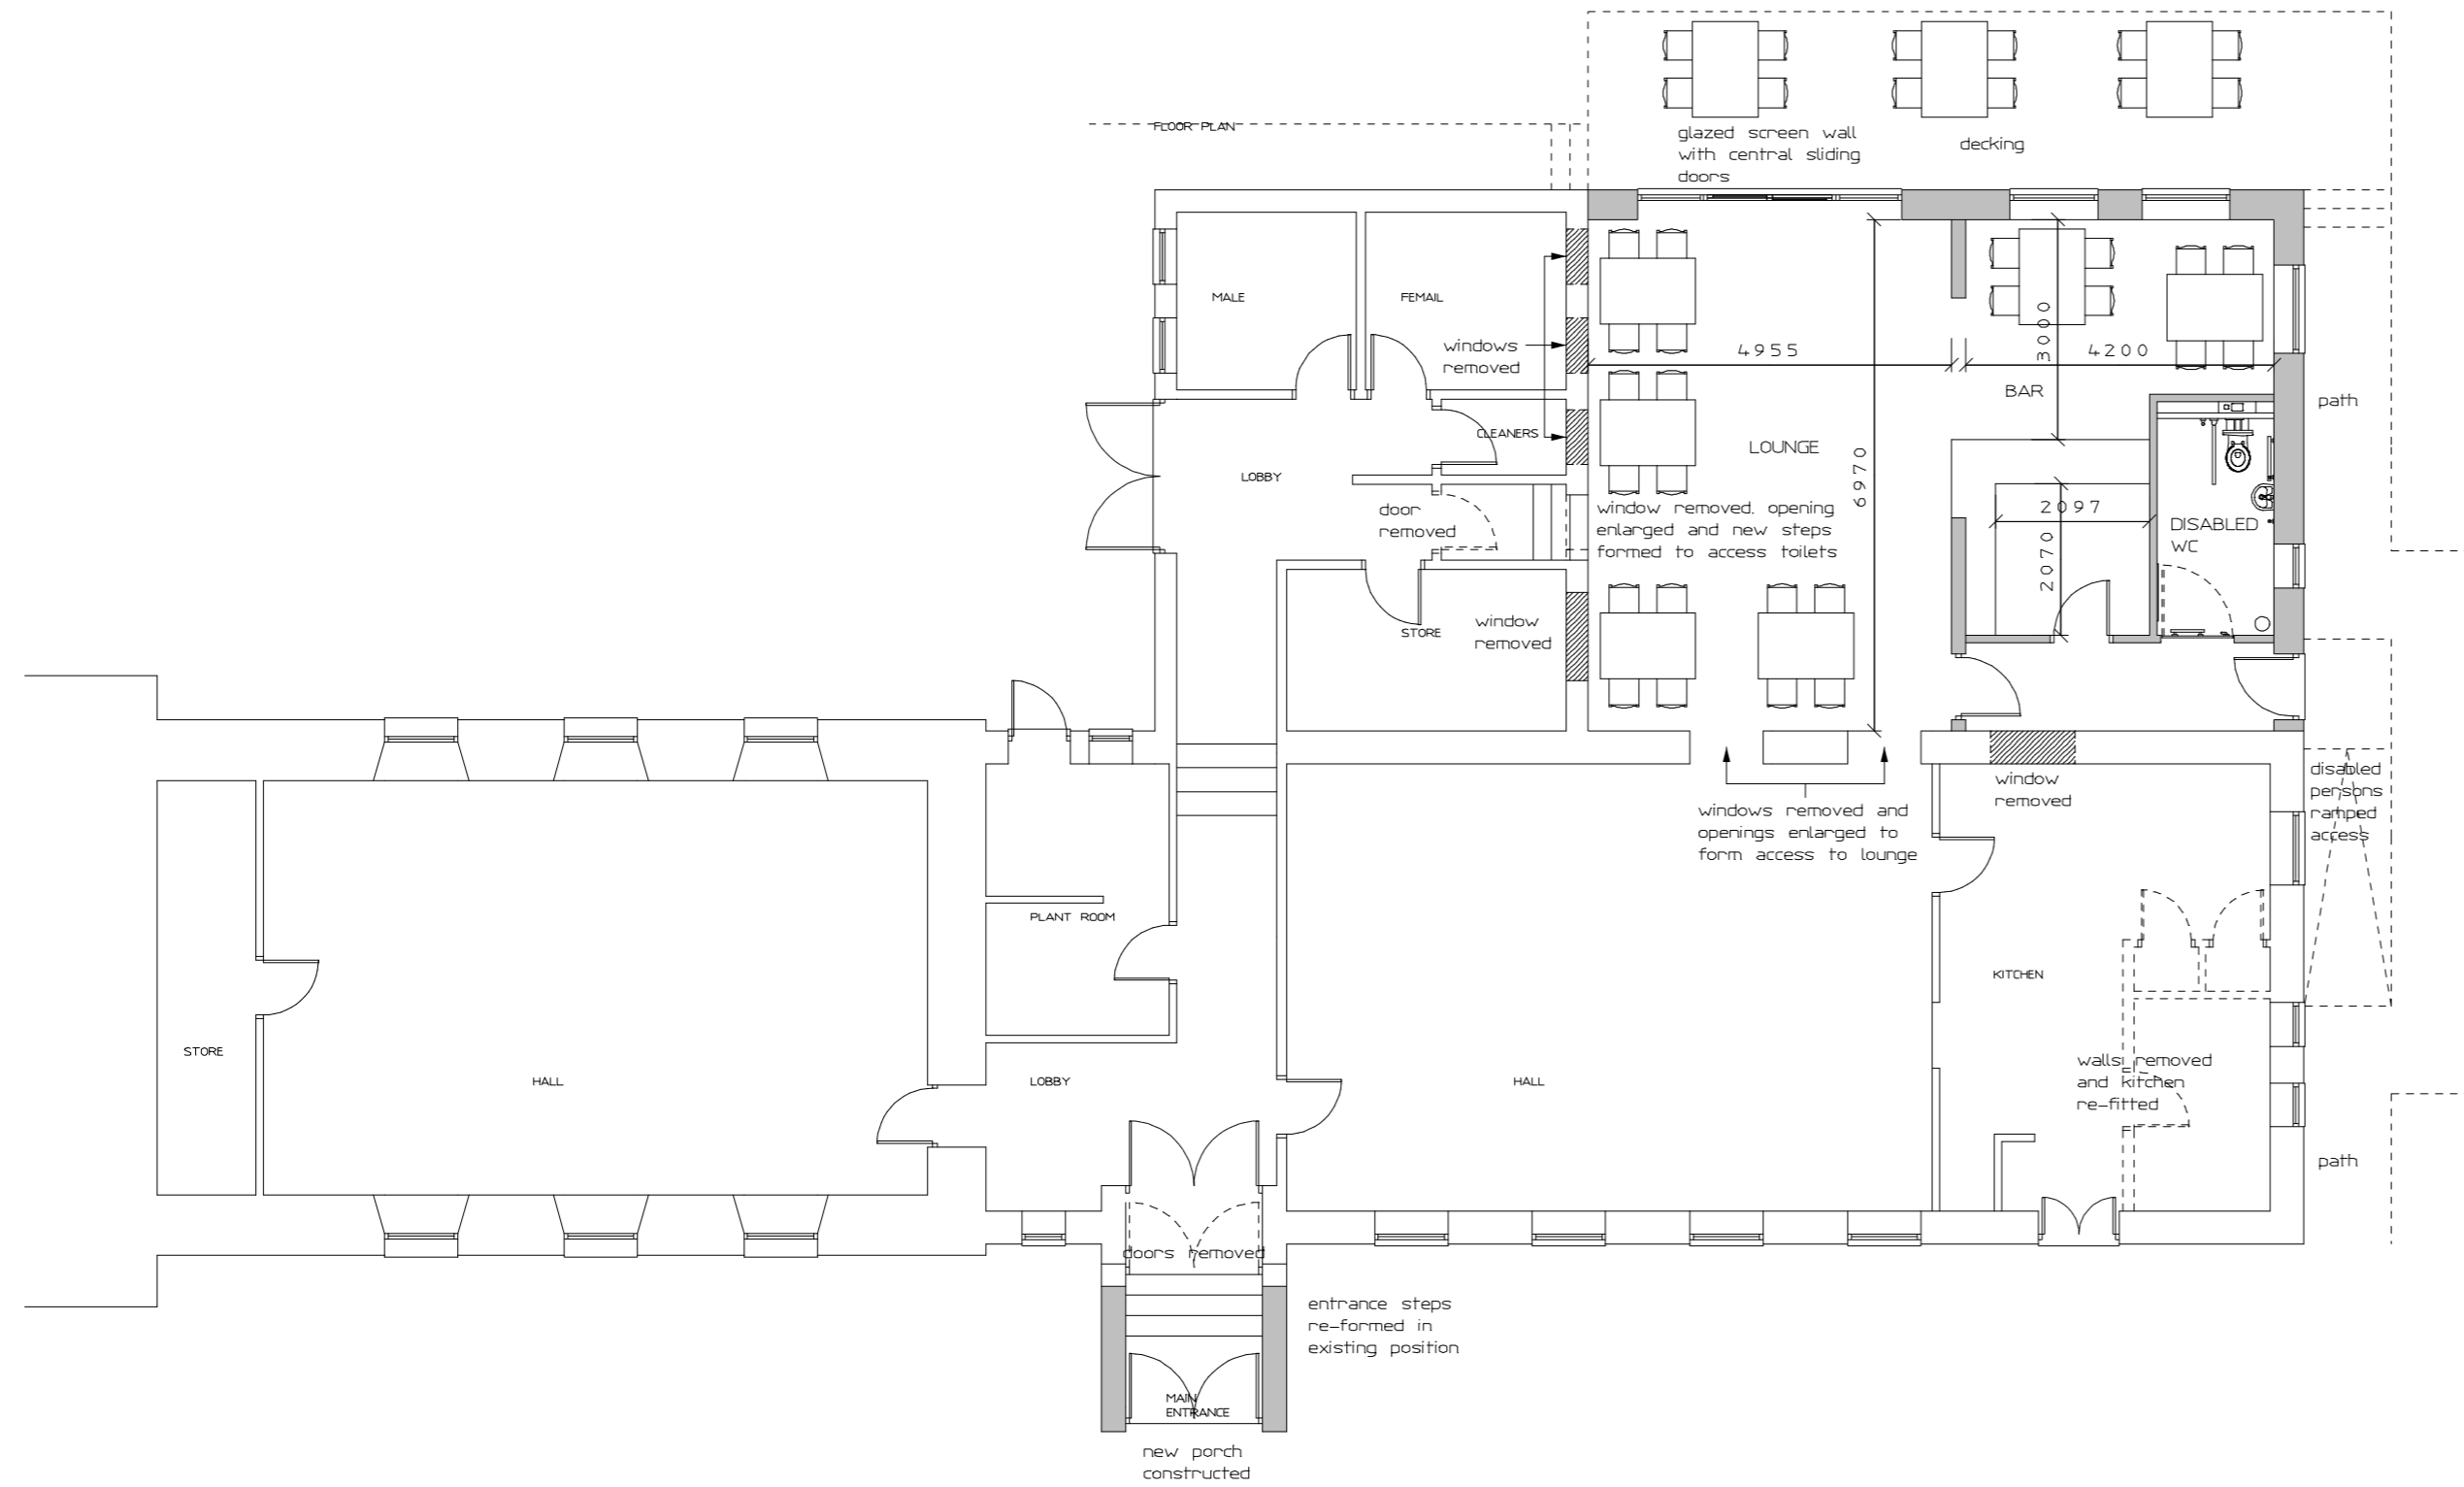 FLOOR PLAN
glazed screen wall
with central sliding
doors
decking
MALE
FEMAIL
windows
removed
4955
3000
4200
BAR
path
CLEANERS
LOUNGE
LOBBY
6970
door
removed
window removed, opening
enlarged and new steps
formed to access toilets
2097
2070
DISABLED
WC
STORE
window
removed
window
removed
disabled
persons
ramped
access
windows removed and
openings enlarged to
form access to lounge
PLANT ROOM
KITCHEN
STORE
HALL
LOBBY
HALL
walls removed
and kitchen
re-fitted
path
doors removed
entrance steps
re-formed in
existing position
MAIN
ENTRANCE
new porch
constructed